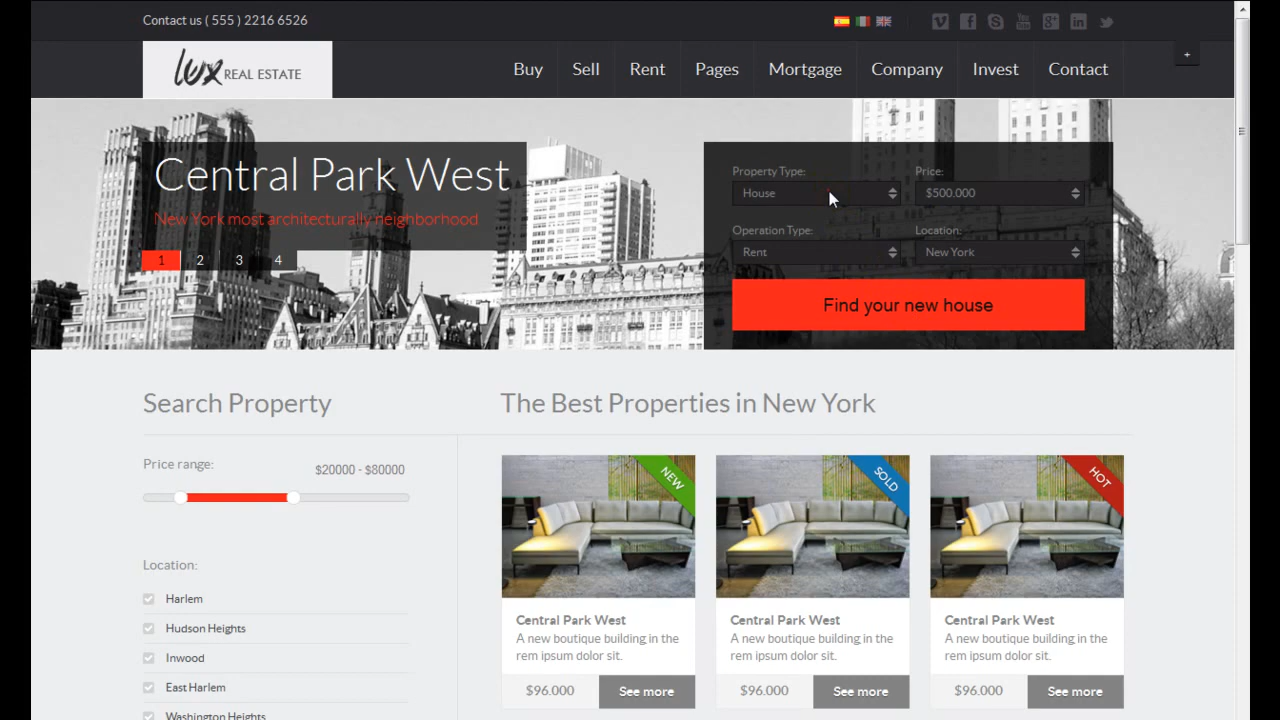 Contact us ( 555 ) 2216 6526
lux REAL ESTATE
Buy Sell Rent Pages Mortgage Company Invest Contact
+
Central Park West
New York most architecturally neighborhood
1 2 3 4
Property Type: Price:
House $500.000
Operation Type: Location:
Rent New York
Find your new house
Search Property
The Best Properties in New York
Price range: $20000 - $80000
Location:
Harlem
Hudson Heights
Inwood
East Harlem
Washington Heights
NEW SOLD HOT
Central Park West Central Park West Central Park West
A new boutique building in the A new boutique building in the A new boutique building in the
rem ipsum dolor sit. rem ipsum dolor sit. rem ipsum dolor sit.
$96.000 See more $96.000 See more $96.000 See more